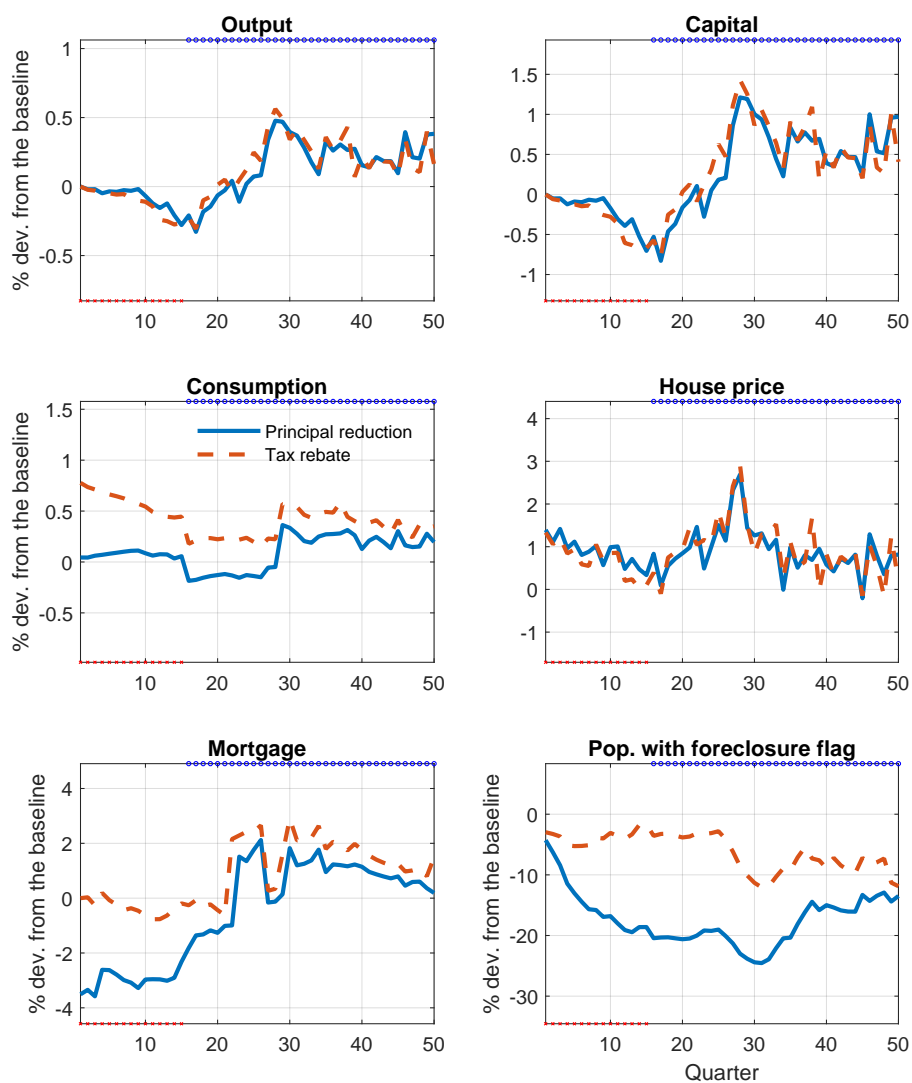 Output
Capital
% dev. from the baseline
1
0.5
0
-0.5
10 20 30 40 50
1.5
1
0.5
0
-0.5
-1
10 20 30 40 50
Consumption
House price
% dev. from the baseline
1.5
1
0.5
0
-0.5
Principal reduction
Tax rebate
10 20 30 40 50
4
3
2
1
0
-1
10 20 30 40 50
Mortgage
Pop. with foreclosure flag
% dev. from the baseline
4
2
0
-2
-4
10 20 30 40 50
% dev. from the baseline
0
-10
-20
-30
10 20 30 40 50
Quarter